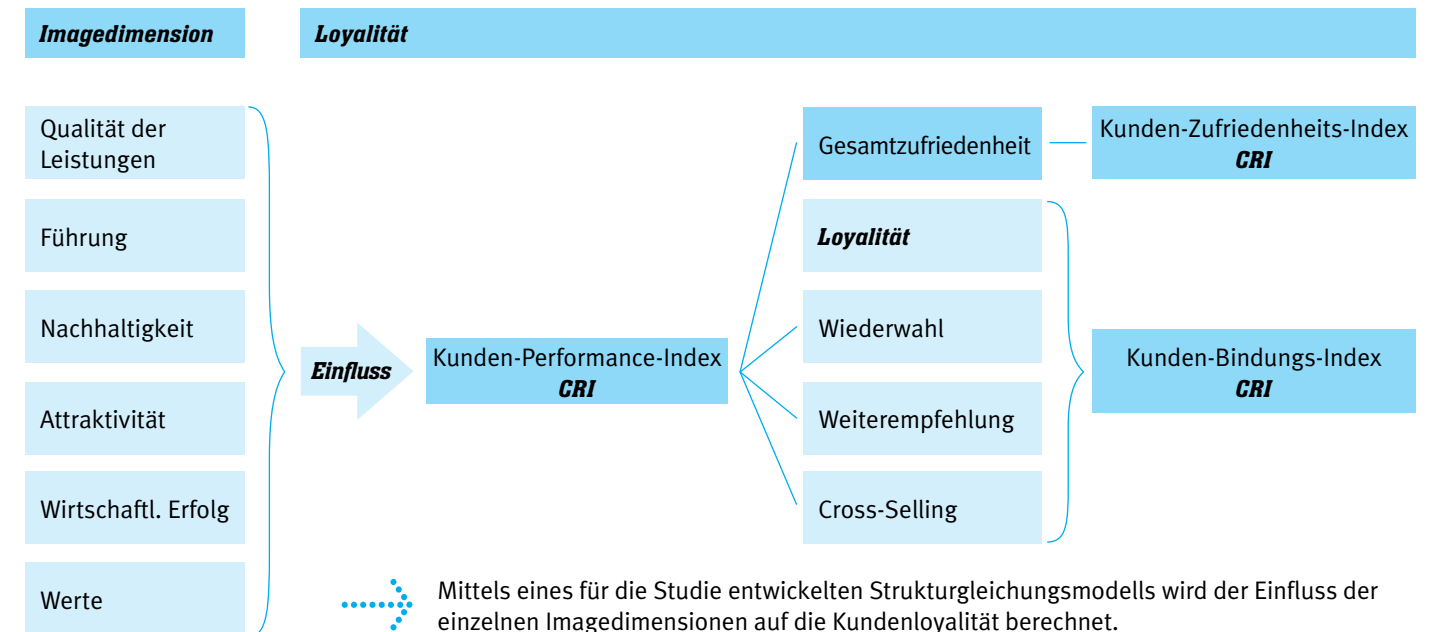 Imagedimension
Loyalität
Qualität der
Leistungen
Führung
Nachhaltigkeit
Attraktivität
Wirtschaftl. Erfolg
Werte
Einfluss
Kunden-Performance-Index
CRI
Gesamtzufriedenheit
Loyalität
Wiederwahl
Weiterempfehlung
Cross-Selling
Kunden-Zufriedenheits-Index
CRI
Kunden-Bindungs-Index
CRI
Mittels eines für die Studie entwickelten Strukturgleichungsmodells wird der Einfluss der
einzelnen Imagedimensionen auf die Kundenloyalität berechnet.